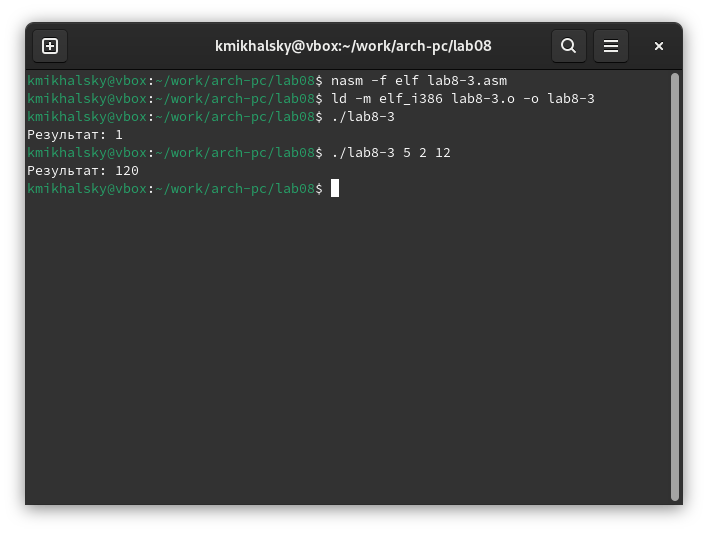 kmikhalsky@vbox:~/work/arch-pc/lab08
kmikhalsky@vbox:~/work/arch-pc/lab08$ nasm -f elf lab8-3.asm
kmikhalsky@vbox:~/work/arch-pc/lab08$ ld -m elf_i386 lab8-3.o -o lab8-3
kmikhalsky@vbox:~/work/arch-pc/lab08$ ./lab8-3
Результат: 1
kmikhalsky@vbox:~/work/arch-pc/lab08$ ./lab8-3 5 2 12
Результат: 120
kmikhalsky@vbox:~/work/arch-pc/lab08$